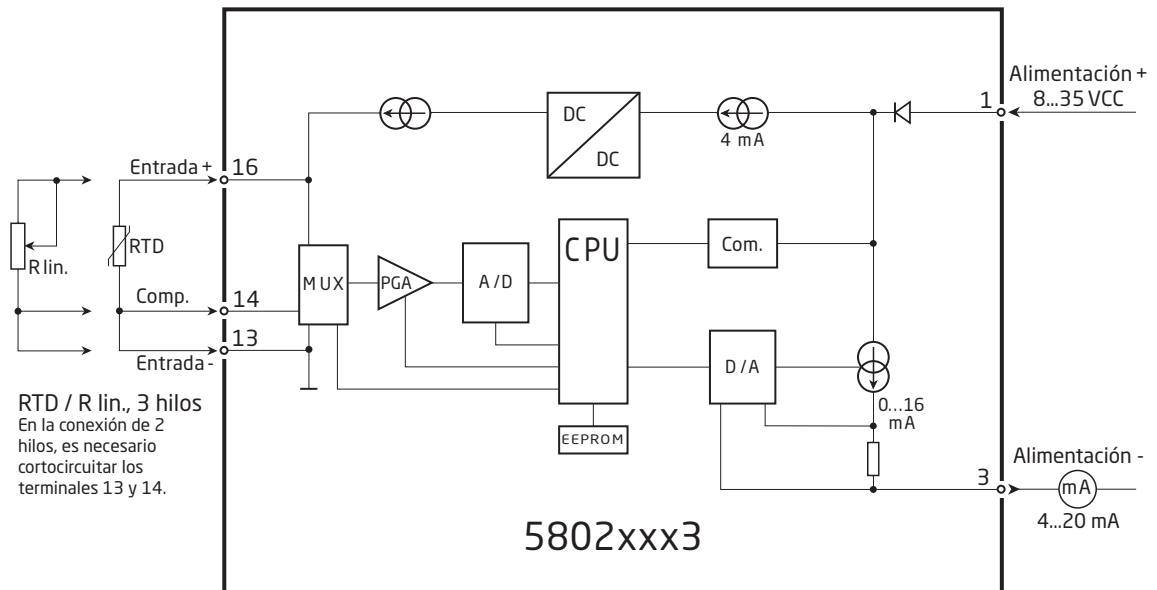 Alimentación +
8...35 VCC
1
DC
DC
4 mA
Entrada +
16
RTD
R lin.
CPU
Com.
MUX
PGA
A/D
Comp.
14
13
Entrada -
D/A
0...16
mA
EEPROM
RTD / R lin., 3 hilos
En la conexión de 2
hilos, es necesario
cortocircuitar los
terminales 13 y 14.
3
Alimentación -
mA
4...20 mA
5802xxx3